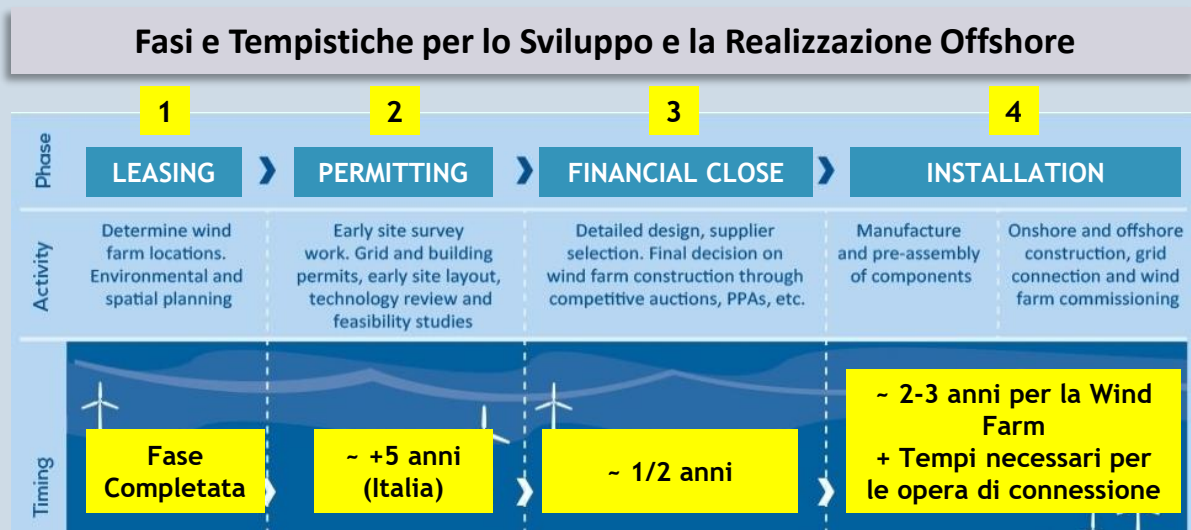 Fasi e Tempistiche per lo Sviluppo e la Realizzazione Offshore
1
2
3
4
Phase
LEASING
PERMITTING
FINANCIAL CLOSE
INSTALLATION
Activity
Determine wind
farm locations.
Environmental and
spatial planning
Early site survey
work. Grid and building
permits, early site layout,
technology review and
feasibility studies
Detailed design, supplier
selection. Final decision on
wind farm construction through
competitive auctions, PPAs, etc.
Manufacture
and pre-assembly
of components
Onshore and offshore
construction, grid
connection and wind
farm commissioning
Timing
Fase
Completata
~ +5 anni
(Italia)
~ 1/2 anni
~ 2-3 anni per la Wind
Farm
+ Tempi necessari per
le opera di connessione